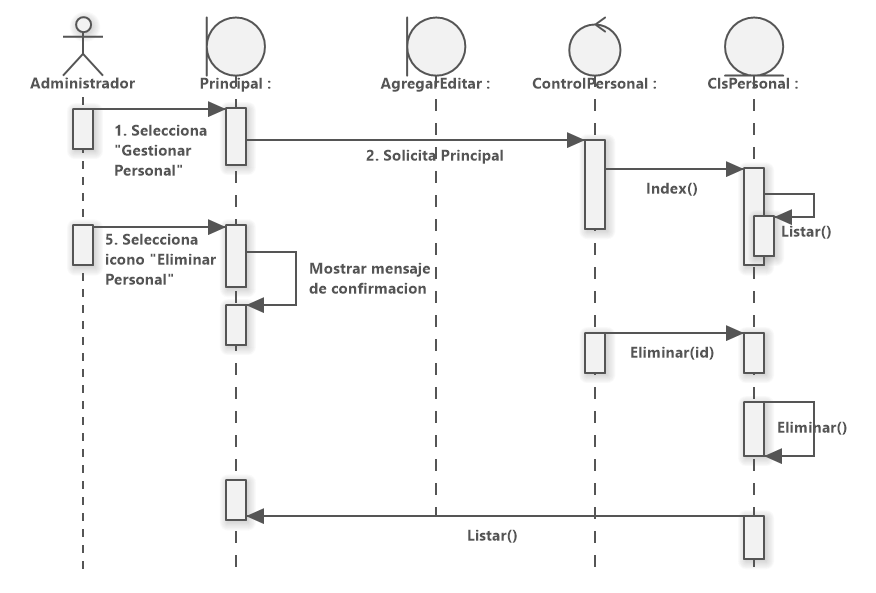 Administrador
Principal :
AgregarEditar :
ControlPersonal :
ClsPersonal :
1. Selecciona
"Gestionar
Personal"
2. Solicita Principal
Index()
Listar()
5. Selecciona
icono "Eliminar
Personal"
Mostrar mensaje
de confirmacion
Eliminar(id)
Eliminar()
Listar()